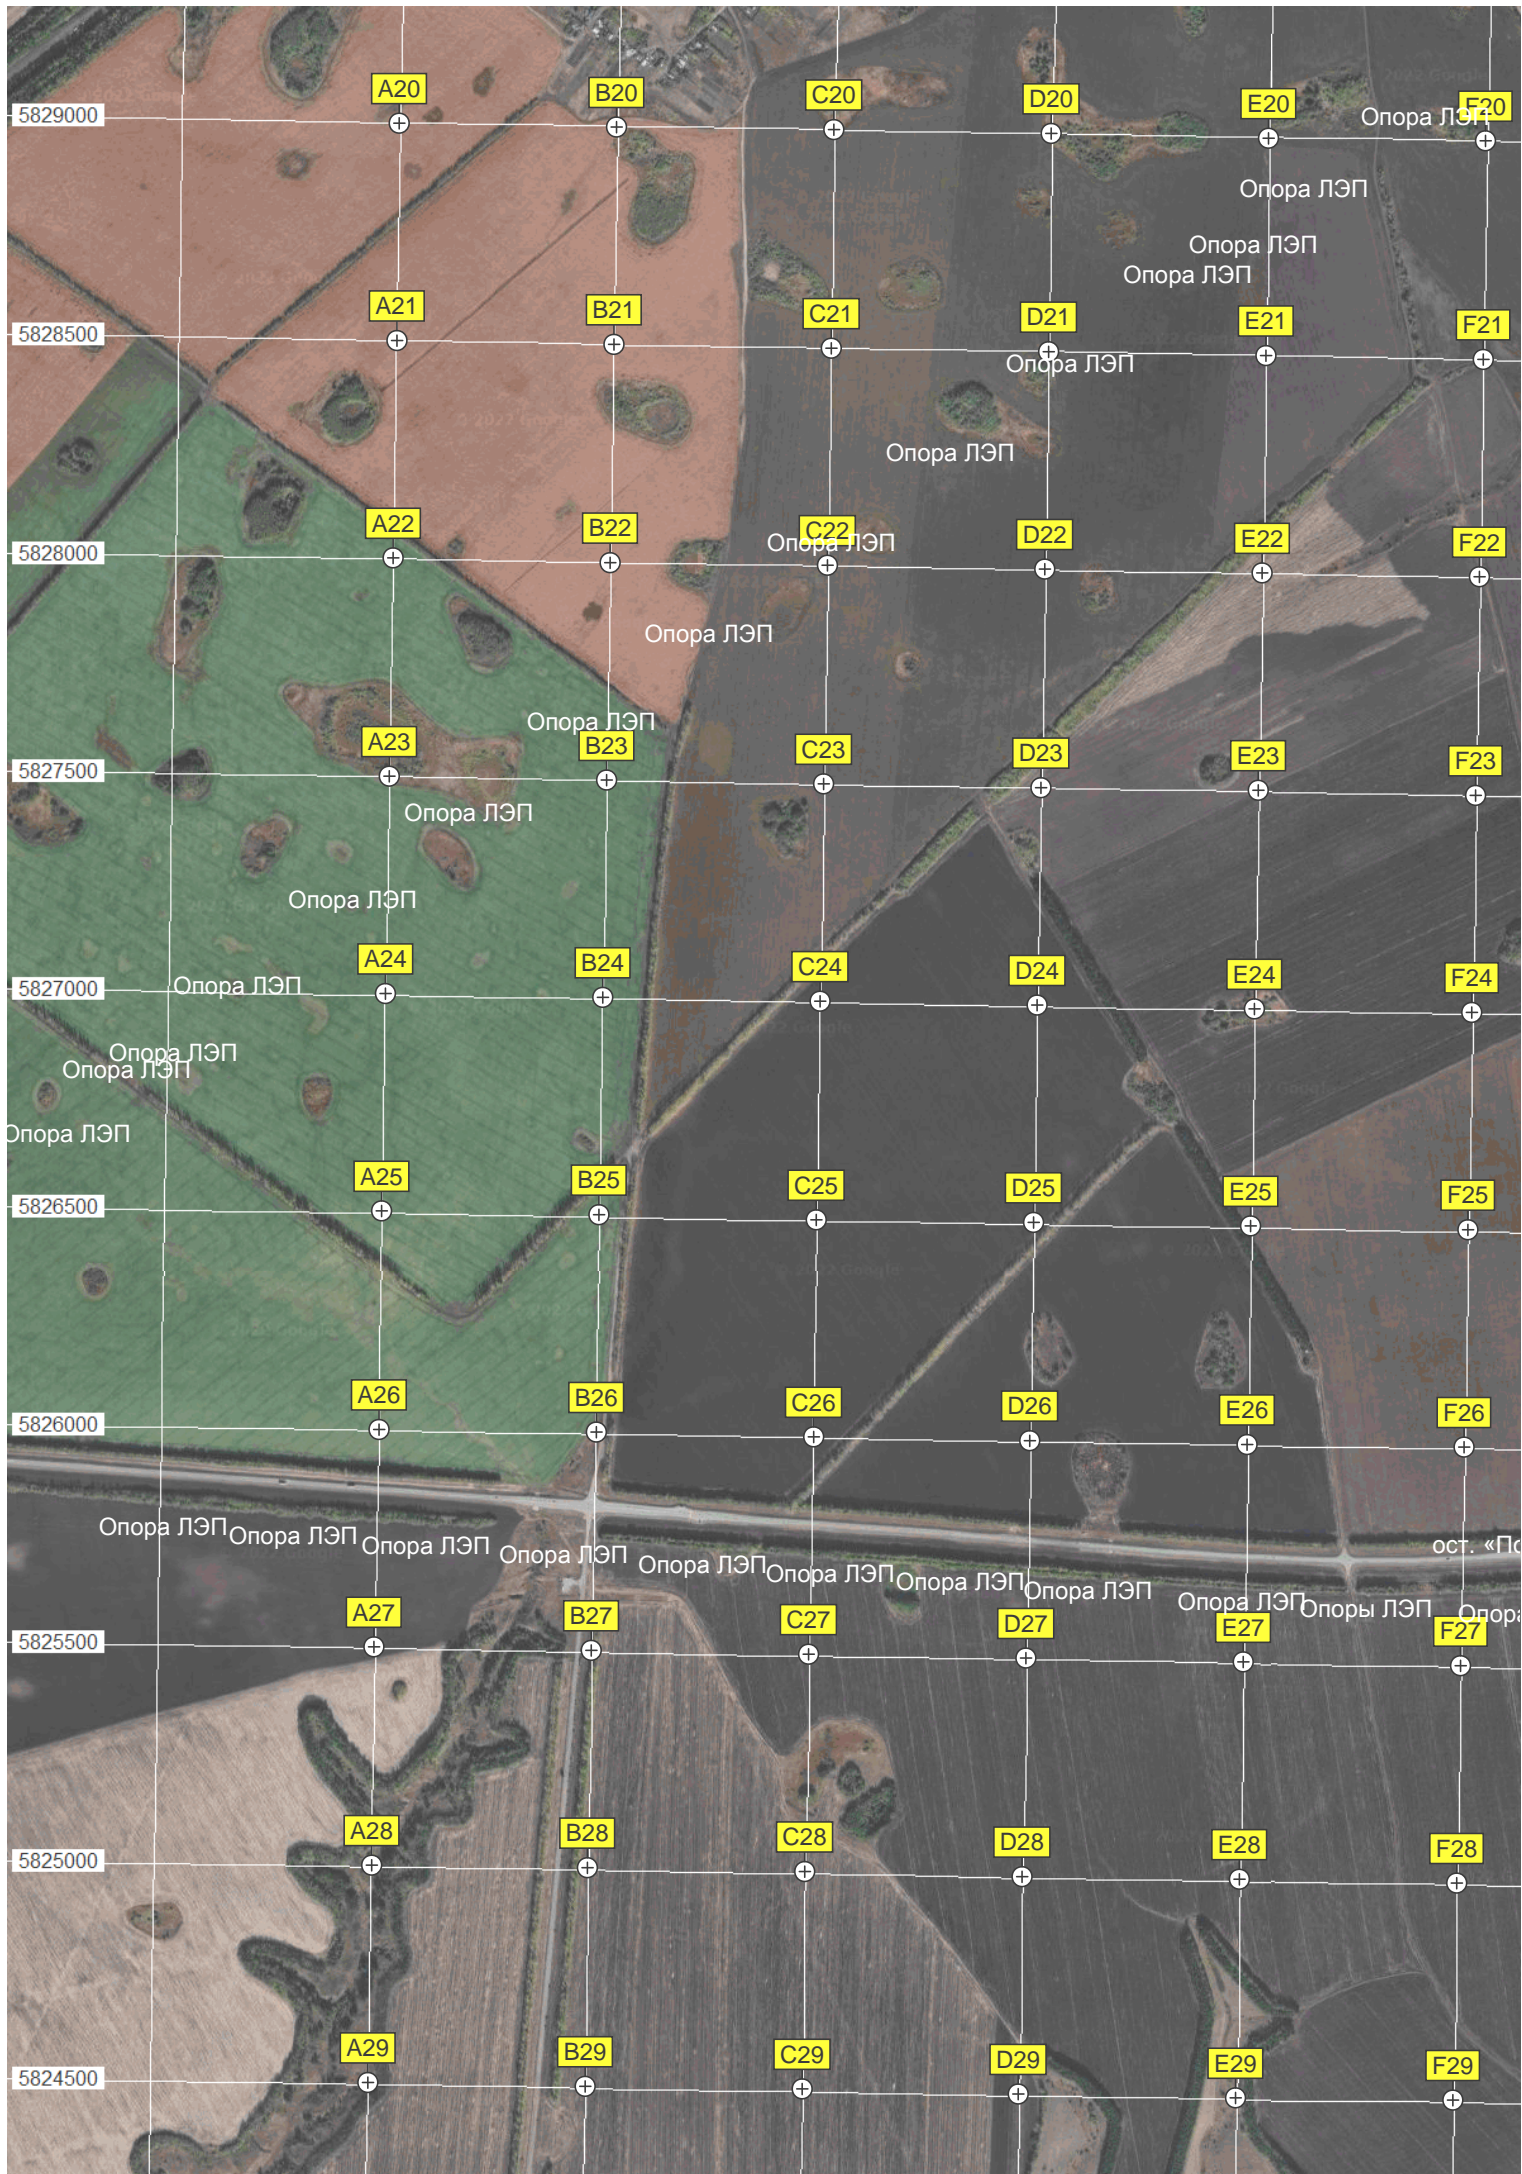 A20
B20
C20
D20
E20
F20
5829000
Опора ЛЭП
Опора ЛЭП
Опора ЛЭП
Опора ЛЭП
A21
B21
C21
D21
E21
F21
5828500
Опора ЛЭП
Опора ЛЭП
A22
B22
C22
D22
E22
F22
Опора ЛЭП
5828000
Опора ЛЭП
Опора ЛЭП
A23
B23
C23
D23
E23
F23
5827500
Опора ЛЭП
Опора ЛЭП
A24
B24
C24
D24
E24
F24
5827000
Опора ЛЭП
Опора ЛЭП
Опора ЛЭП
Опора ЛЭП
A25
B25
C25
D25
E25
F25
5826500
A26
B26
C26
D26
E26
F26
5826000
Опора ЛЭП
Опора ЛЭП
Опора ЛЭП
Опора ЛЭП
ост. «По
Опора ЛЭП
Опора ЛЭП
Опора ЛЭП
Опора ЛЭП
Опора ЛЭП
Опоры ЛЭП
Опора
A27
B27
C27
D27
E27
F27
5825500
A28
B28
C28
D28
E28
F28
5825000
A29
B29
C29
D29
E29
F29
5824500